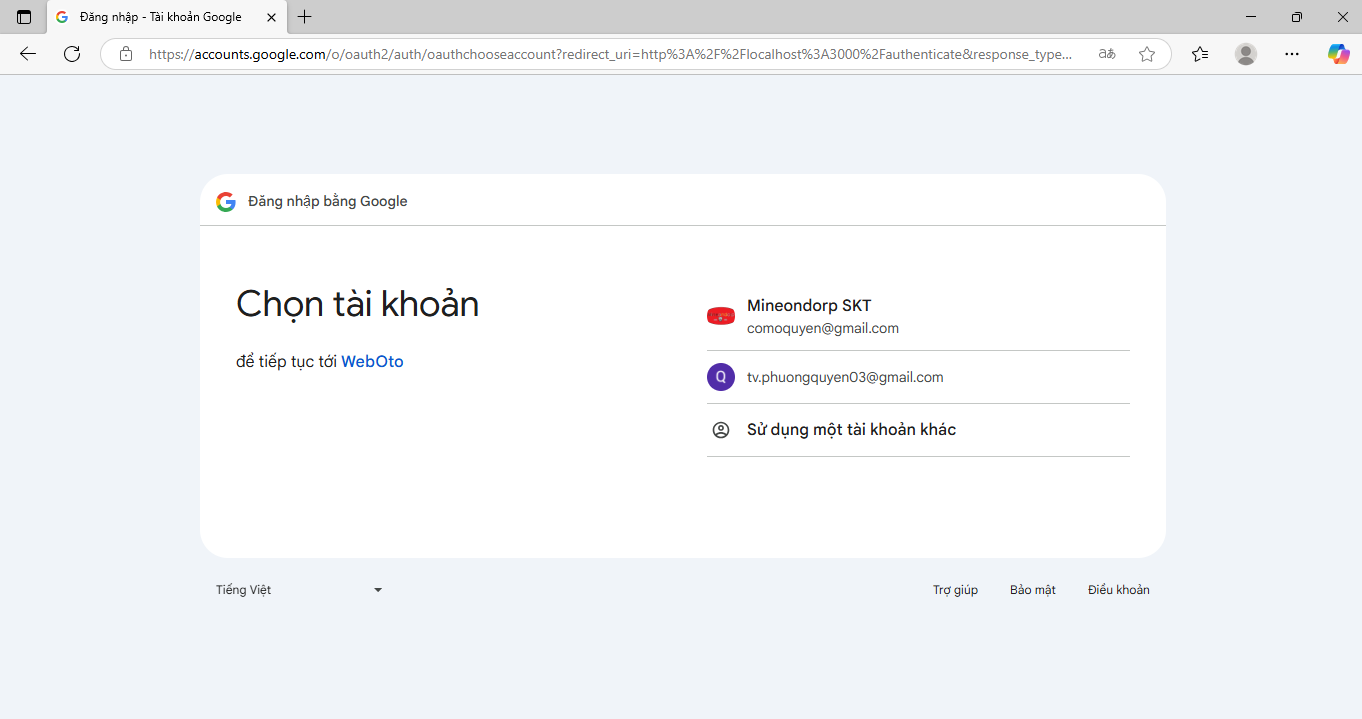 Đăng nhập - Tài khoản Google
https://accounts.google.com/o/oauth2/auth/oauthchooseaccount?redirect_uri=http%3A%2F%2Flocalhost%3A3000%2Fauthenticate&response_type...
Đăng nhập bằng Google
Chọn tài khoản
để tiếp tục tới WebOto
Mineondorp SKT
comoquyen@gmail.com
Q
tv.phuongquyen03@gmail.com
Sử dụng một tài khoản khác
Tiếng Việt
Trợ giúp
Bảo mật
Điều khoản